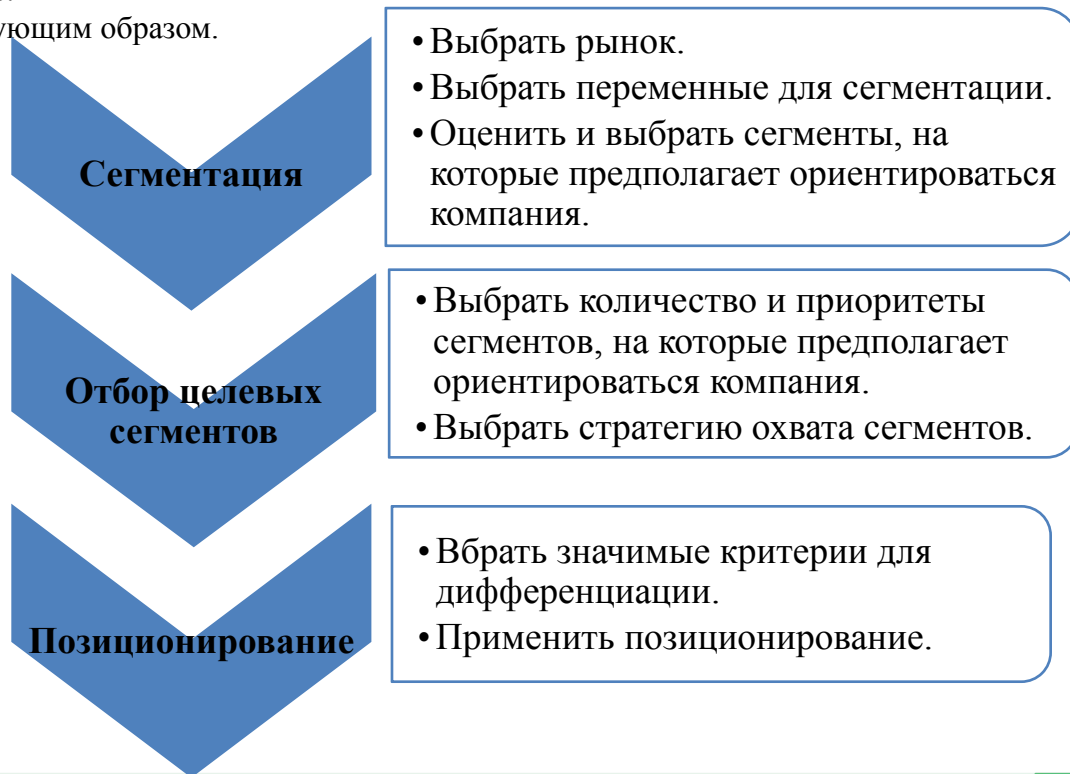 ующим образом.
• Выбрать рынок.
• Выбрать переменные для сегментации.
• Оценить и выбрать сегменты, на
которые предполагает ориентироваться
компания.
Сегментация
• Выбрать количество и приоритеты
сегментов, на которые предполагает
ориентироваться компания.
• Выбрать стратегию охвата сегментов.
Отбор целевых
сегментов
• Вбрать значимые критерии для
дифференциации.
• Применить позиционирование.
Позиционирование